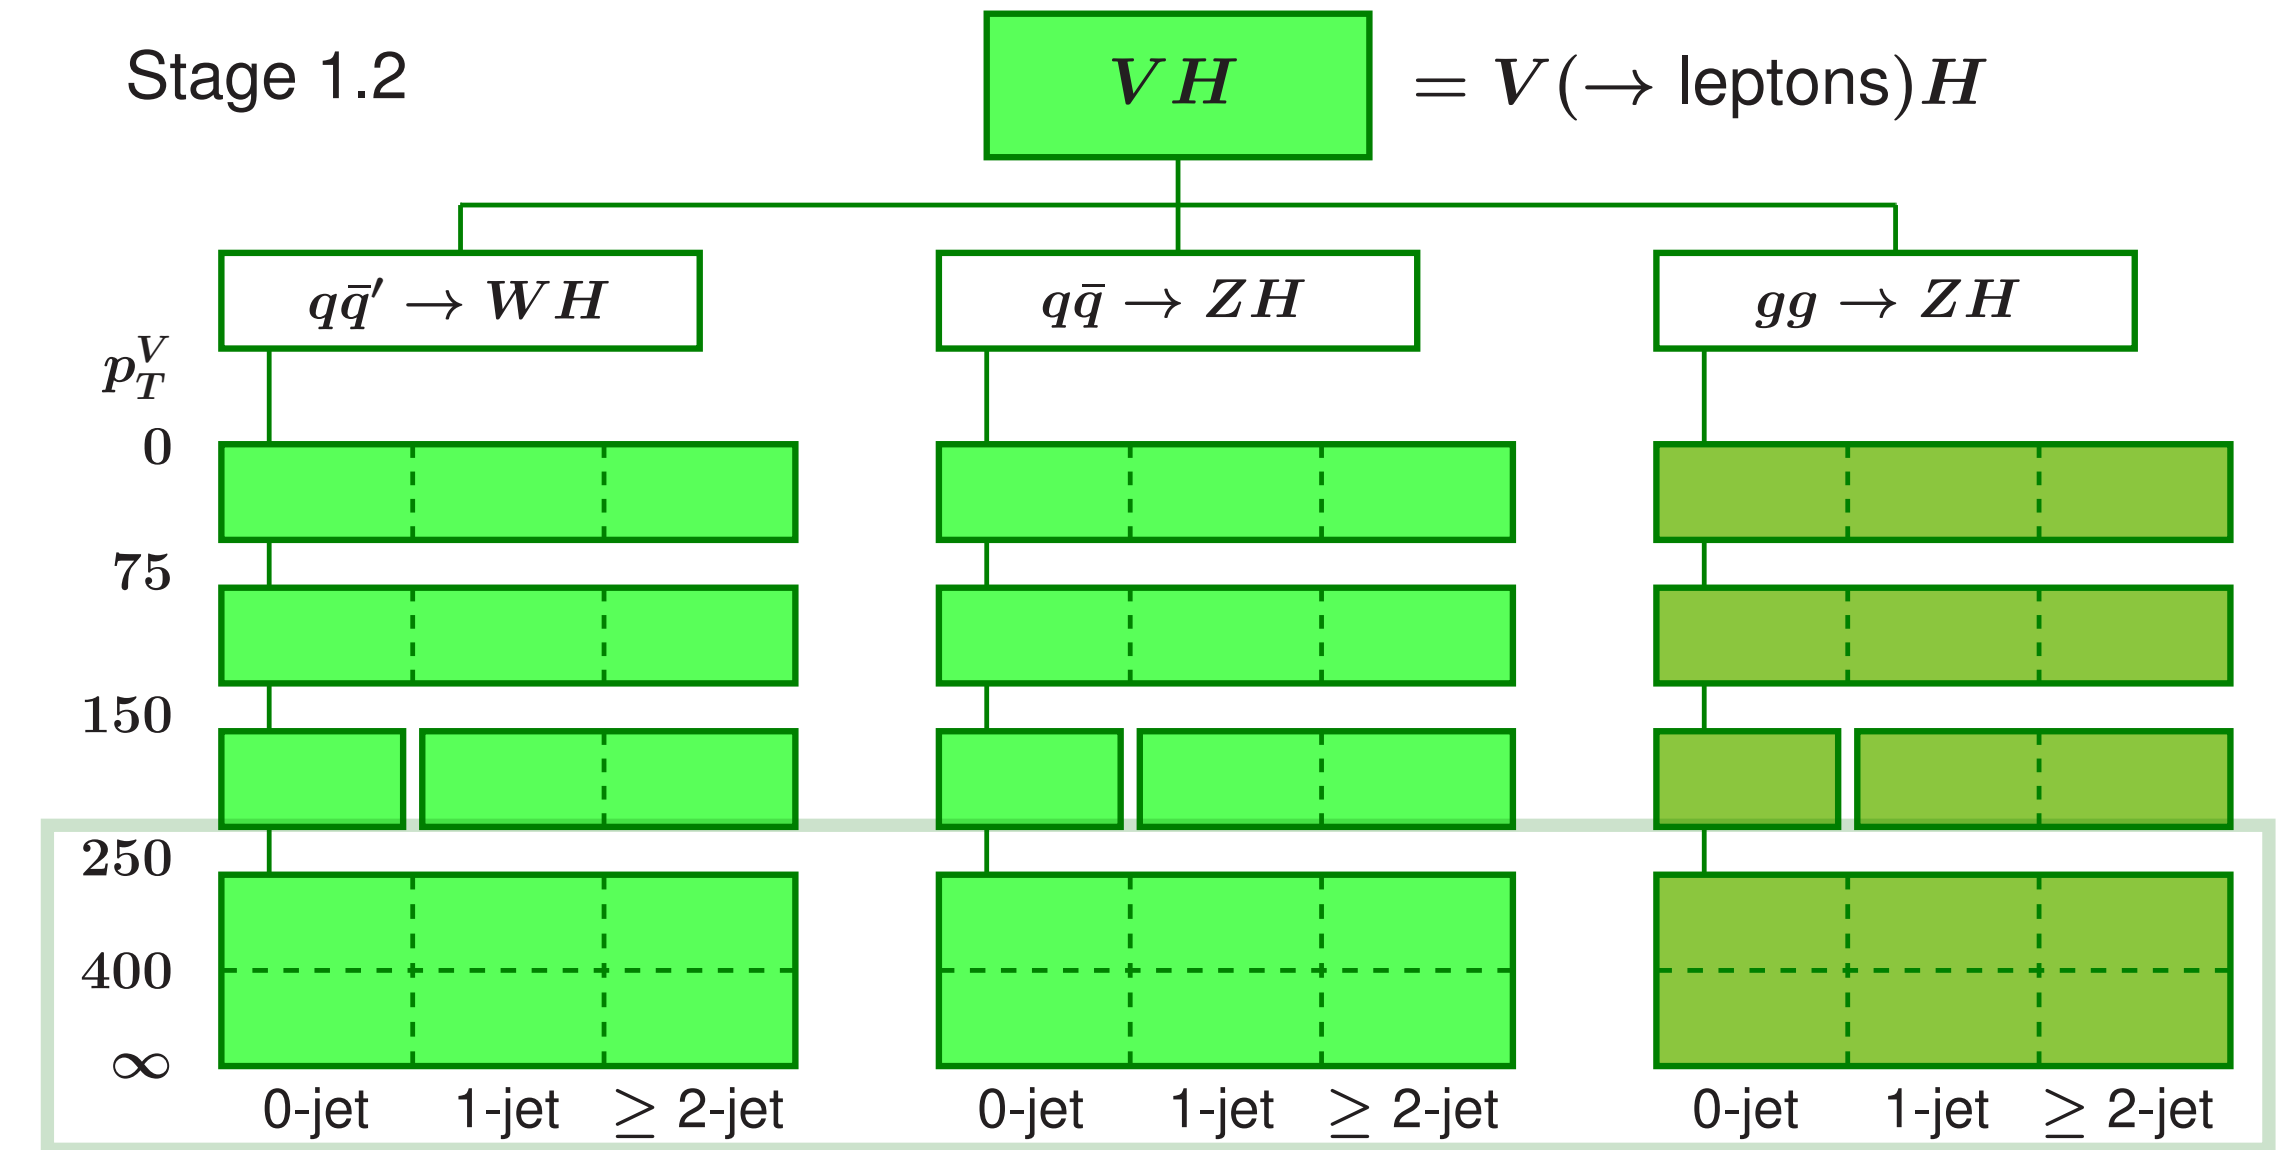 Stage 1.2
VH = V(→ leptons)H
qq̄′ → WH
qq̄ → ZH
gg → ZH
p_T^V
0
75
150
250
400
∞
0-jet 1-jet ≥ 2-jet 0-jet 1-jet ≥ 2-jet 0-jet 1-jet ≥ 2-jet